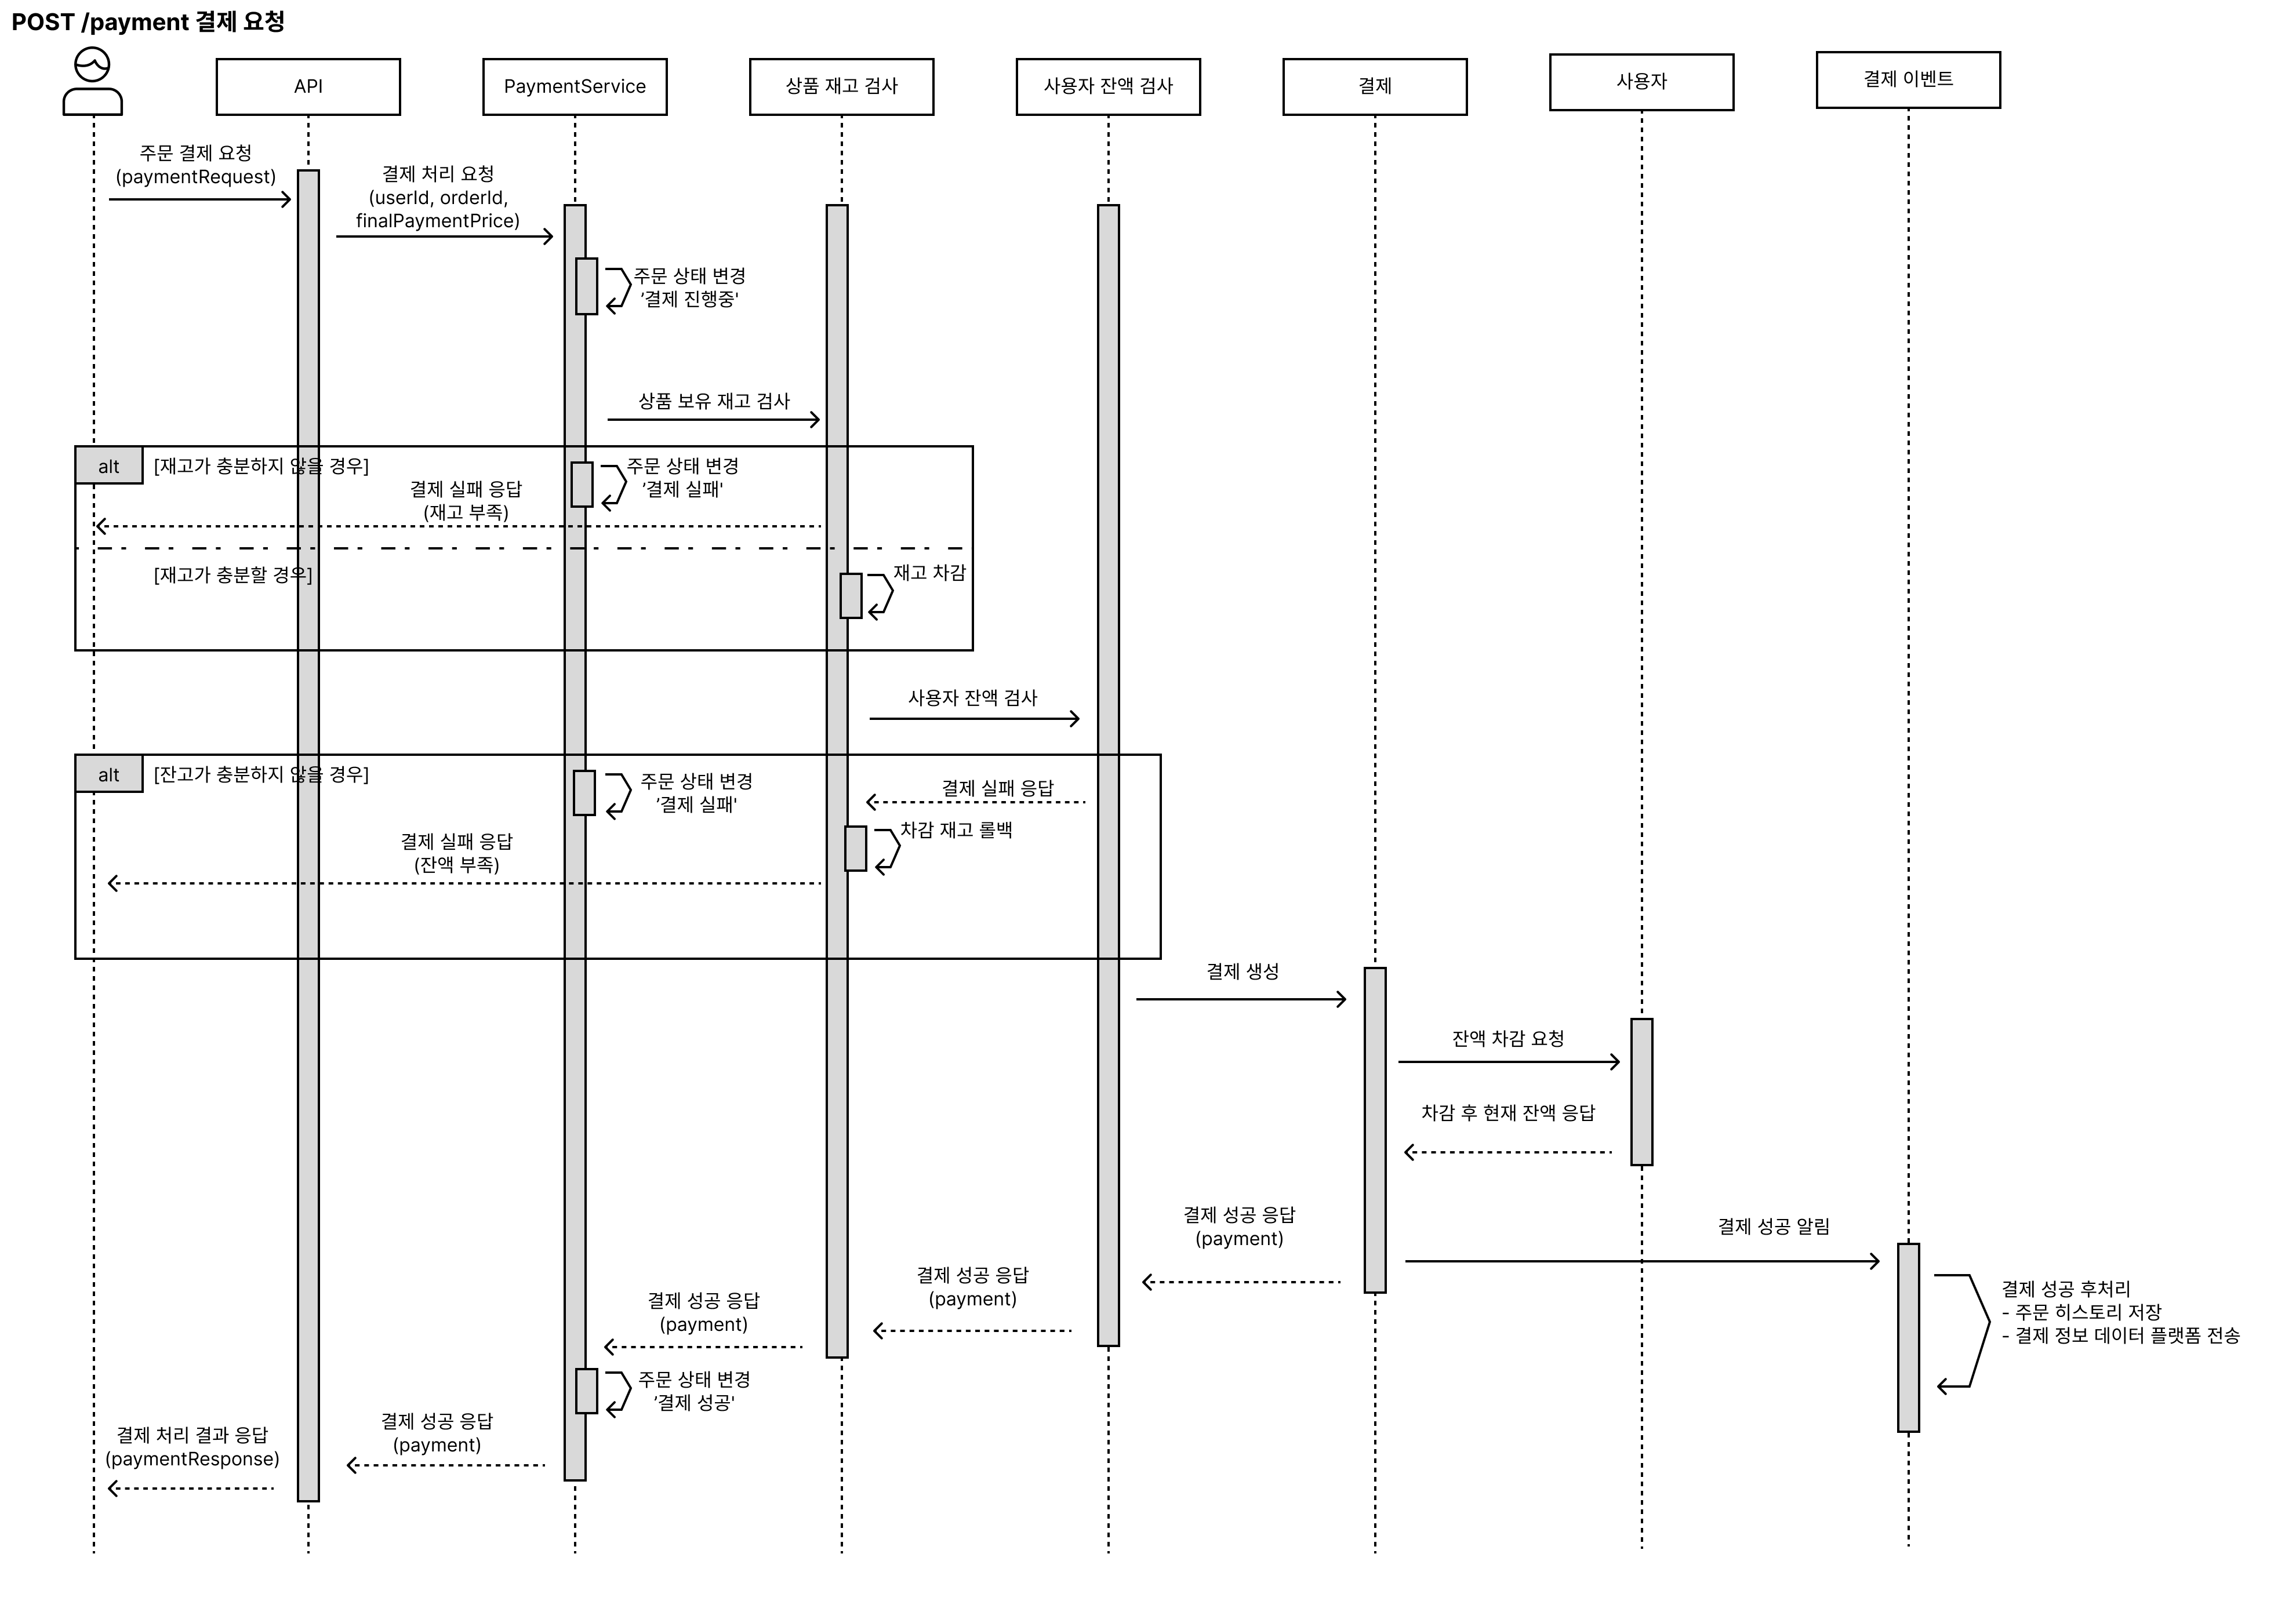 POST /payment 결제 요청
API
PaymentService
상품 재고 검사
사용자 잔액 검사
결제
사용자
결제 이벤트
주문 결제 요청
(paymentRequest)
결제 처리 요청
(userId, orderId,
finalPaymentPrice)
주문 상태 변경
'결제 진행중'
상품 보유 재고 검사
alt
[재고가 충분하지 않을 경우]
주문 상태 변경
'결제 실패'
결제 실패 응답
(재고 부족)
[재고가 충분할 경우]
재고 차감
사용자 잔액 검사
alt
[잔고가 충분하지 않을 경우]
주문 상태 변경
'결제 실패'
결제 실패 응답
차감 재고 롤백
결제 실패 응답
(잔액 부족)
결제 생성
잔액 차감 요청
차감 후 현재 잔액 응답
결제 성공 응답
(payment)
결제 성공 알림
결제 성공 응답
(payment)
결제 성공 후처리
- 주문 히스토리 저장
- 결제 정보 데이터 플랫폼 전송
결제 성공 응답
(payment)
주문 상태 변경
'결제 성공'
결제 성공 응답
(payment)
결제 처리 결과 응답
(paymentResponse)